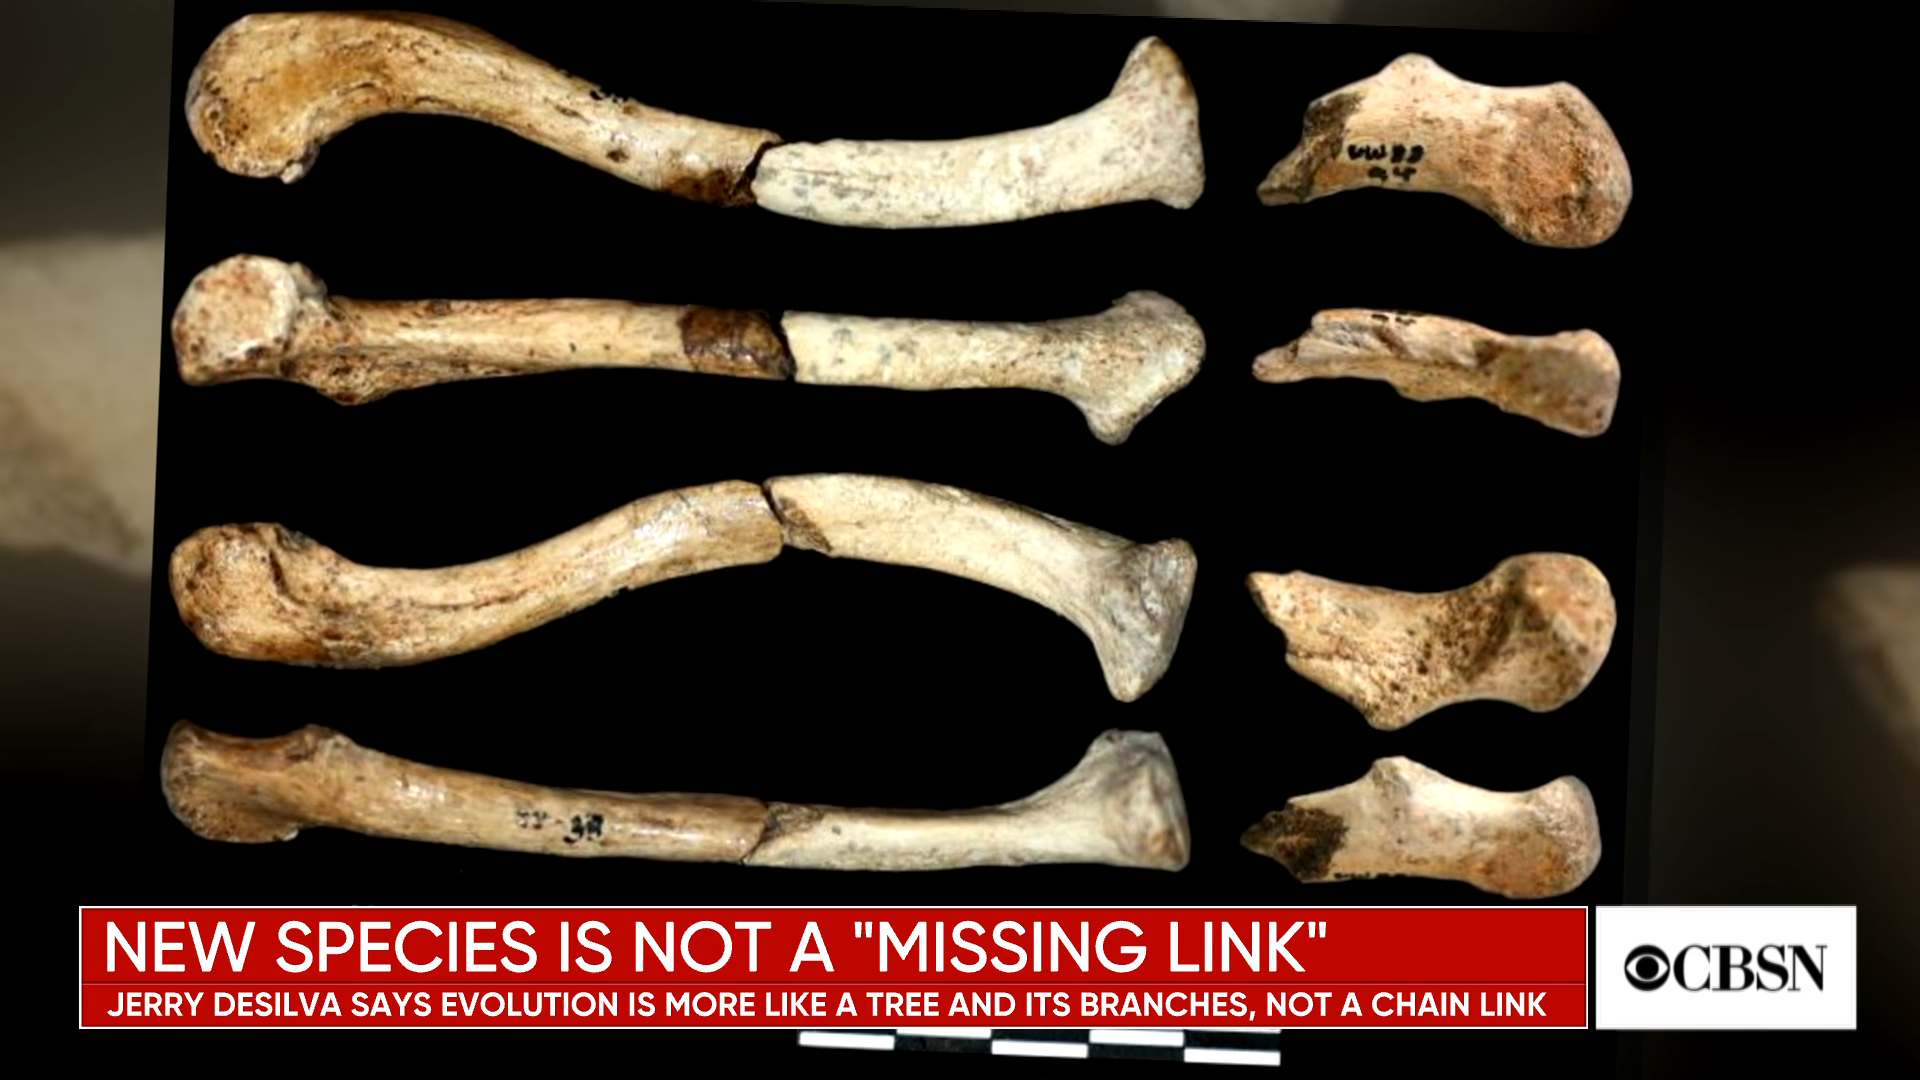 NEW SPECIES IS NOT A "MISSING LINK"
JERRY DESILVA SAYS EVOLUTION IS MORE LIKE A TREE AND ITS BRANCHES, NOT A CHAIN LINK
CBSN